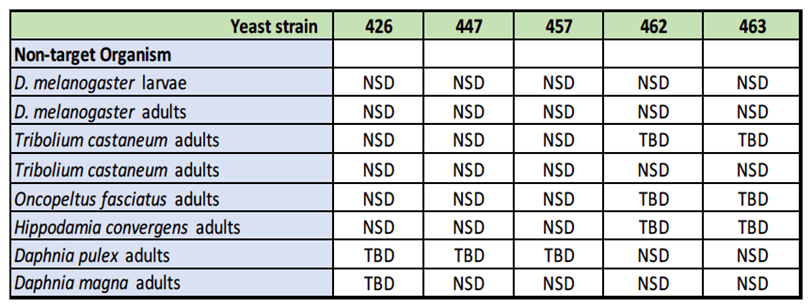 Yeast strain 426 447 457 462 463
Non-target Organism
D. melanogaster larvae NSD NSD NSD NSD NSD
D. melanogaster adults NSD NSD NSD NSD NSD
Tribolium castaneum adults NSD NSD NSD TBD TBD
Tribolium castaneum adults NSD NSD NSD NSD NSD
Oncopeltus fasciatus adults NSD NSD NSD TBD TBD
Hippodamia convergens adults NSD NSD NSD TBD TBD
Daphnia pulex adults TBD TBD TBD NSD NSD
Daphnia magna adults TBD NSD NSD NSD NSD